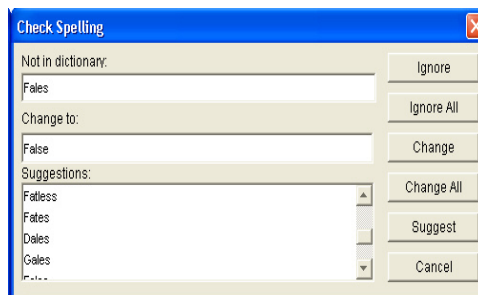 Check Spelling
Not in dictionary:
Fales
Change to:
False
Suggestions:
Fatless
Fates
Dales
Gales
Ignore
Ignore All
Change
Change All
Suggest
Cancel